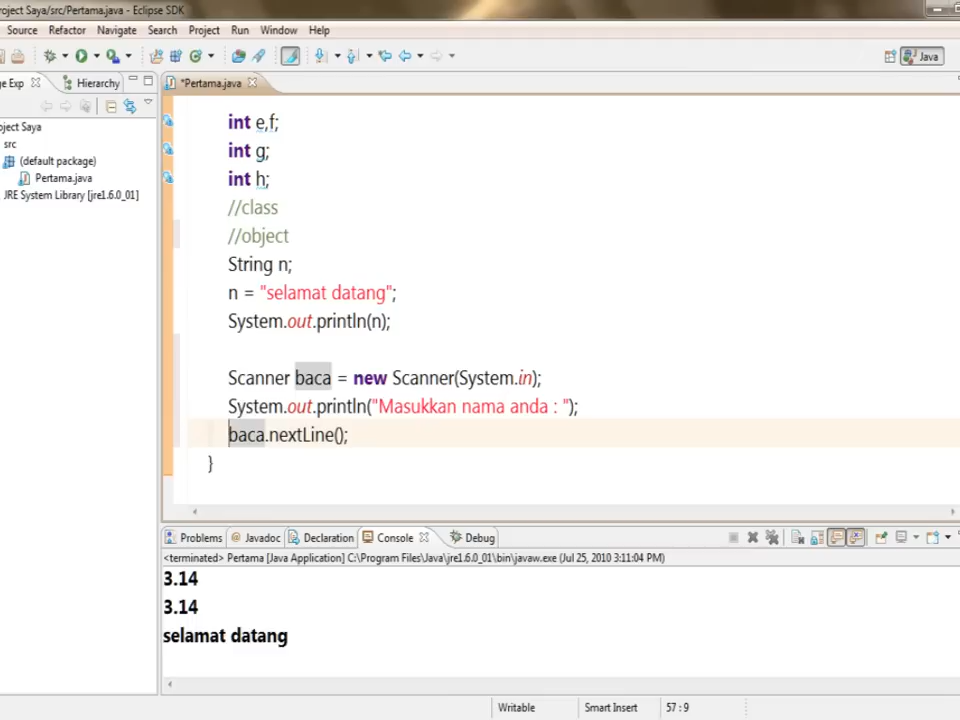 roject Saya/src/Pertama.java - Eclipse SDK
Source Refactor Navigate Search Project Run Window Help
Java
ge Exp Hierarchy *Pertama.java
oject Saya
src
(default package)
Pertama.java
JRE System Library [jre1.6.0_01]
int e,f;
int g;
int h;
//class
//object
String n;
n = "selamat datang";
System.out.println(n);
Scanner baca = new Scanner(System.in);
System.out.println("Masukkan nama anda : ");
baca.nextLine();
}
Problems @ Javadoc Declaration Console Debug
<terminated> Pertama [Java Application] C:\Program Files\Java\jre1.6.0_01\bin\javaw.exe (Jul 25, 2010 3:11:04 PM)
3.14
3.14
selamat datang
Writable Smart Insert 57 : 9